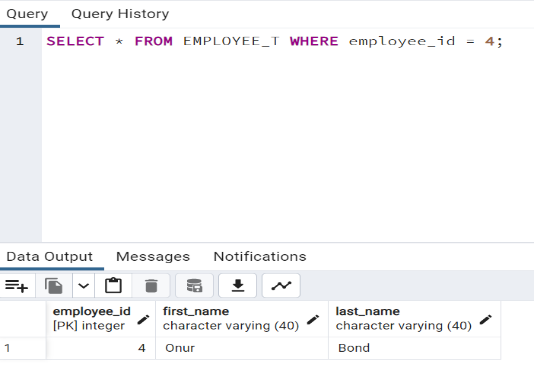 Query Query History
1 SELECT * FROM EMPLOYEE_T WHERE employee_id = 4;
Data Output Messages Notifications
employee_id first_name last_name
[PK] integer character varying (40) character varying (40)
1 4 Onur Bond